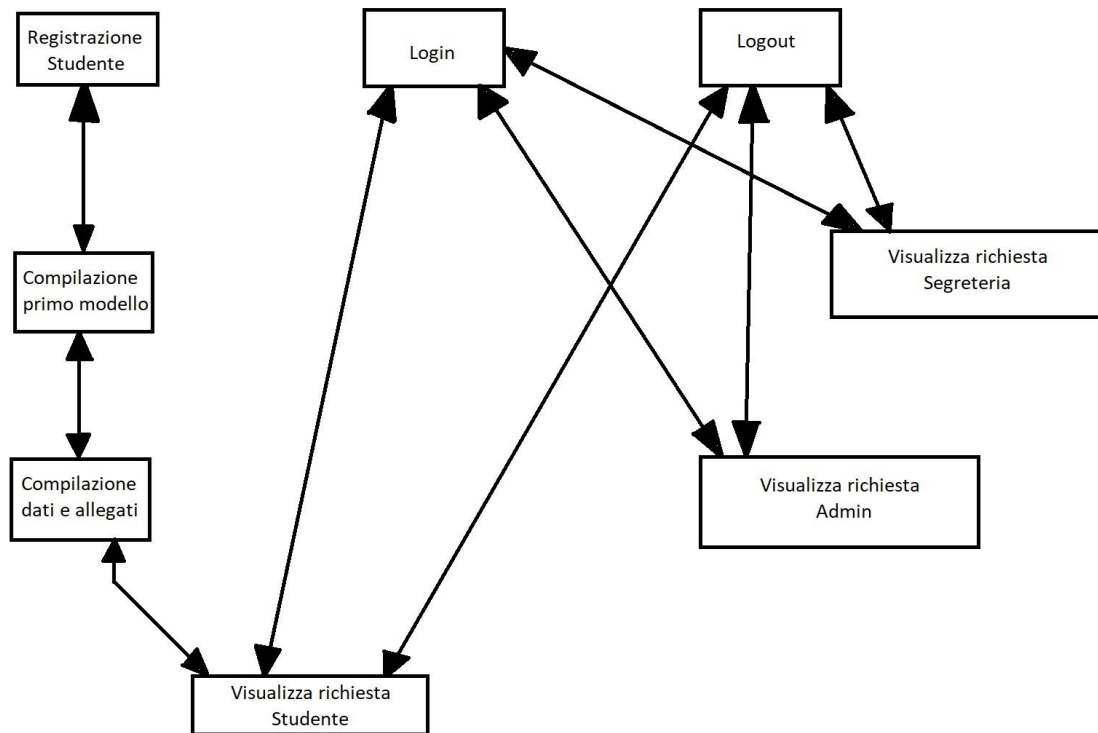 Registrazione
Studente
Login
Logout
Visualizza richiesta
Segreteria
Compilazione
primo modello
Compilazione
dati e allegati
Visualizza richiesta
Admin
Visualizza richiesta
Studente